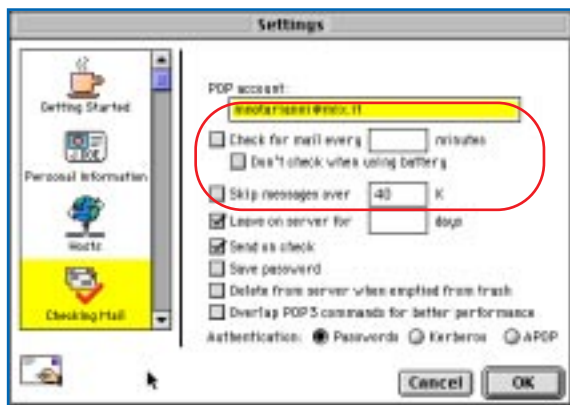 Settings
Getting Started
Personal Information
Hosts
Checking Mail
POP account:
Check for mail every minutes
Don't check when using battery
Skip messages over 40 K
Leave on server for days
Send on check
Save password
Delete from server when emptied from trash
Overlap POP3 commands for better performance
Authentication: Passwords Kerberos APOP
Cancel OK